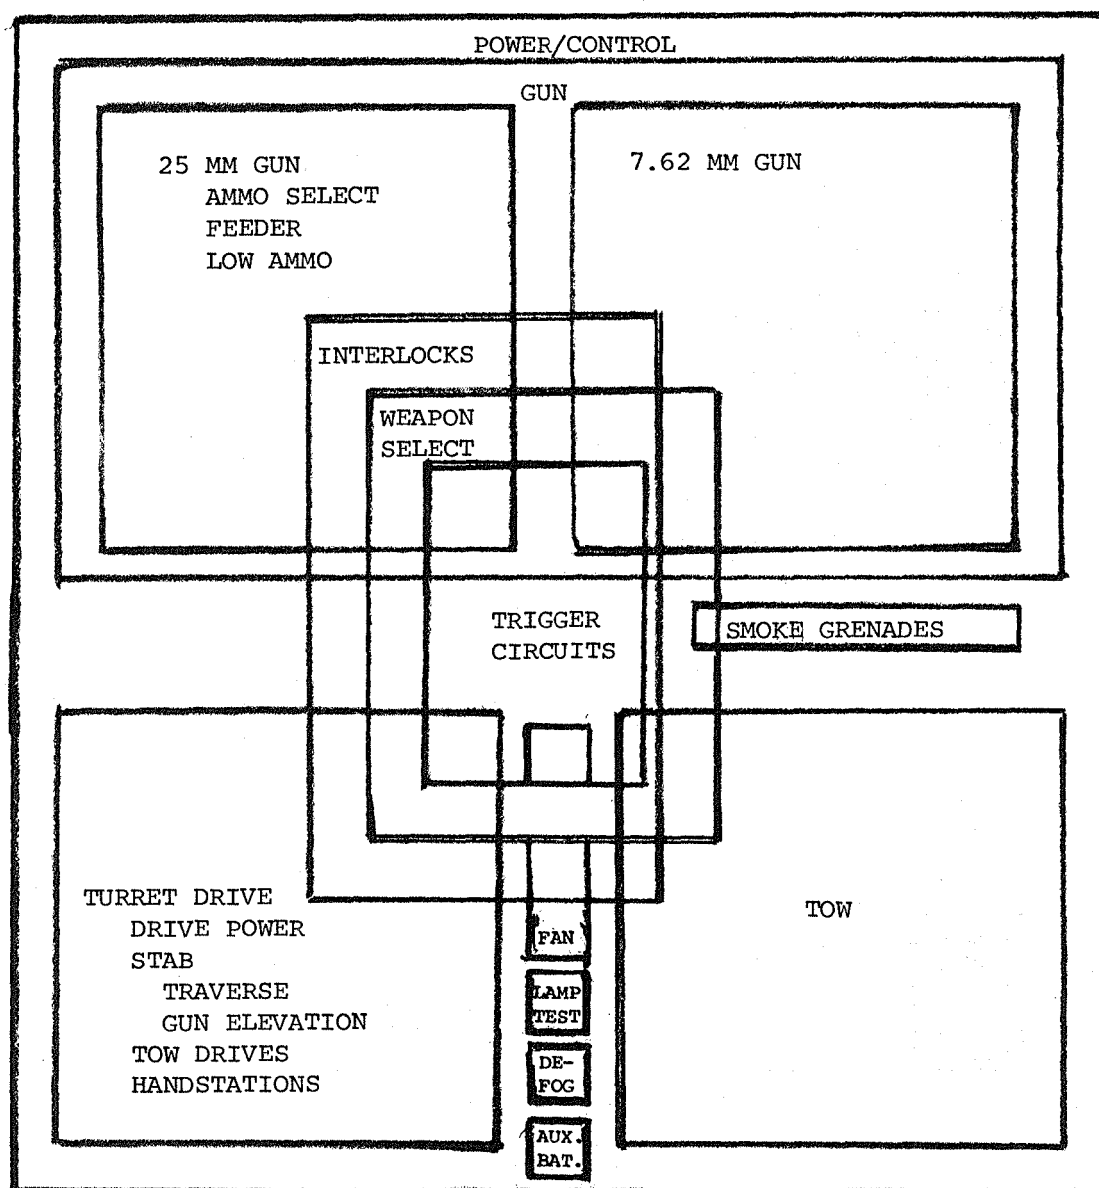 POWER/CONTROL
GUN
25 MM GUN
AMMO SELECT
FEEDER
LOW AMMO
7.62 MM GUN
INTERLOCKS
WEAPON
SELECT
TRIGGER
CIRCUITS
SMOKE GRENADES
TURRET DRIVE
DRIVE POWER
STAB
TRAVERSE
GUN ELEVATION
TOW DRIVES
HANDSTATIONS
TOW
FAN
LAMP
TEST
DE-
FOG
AUX.
BAT.